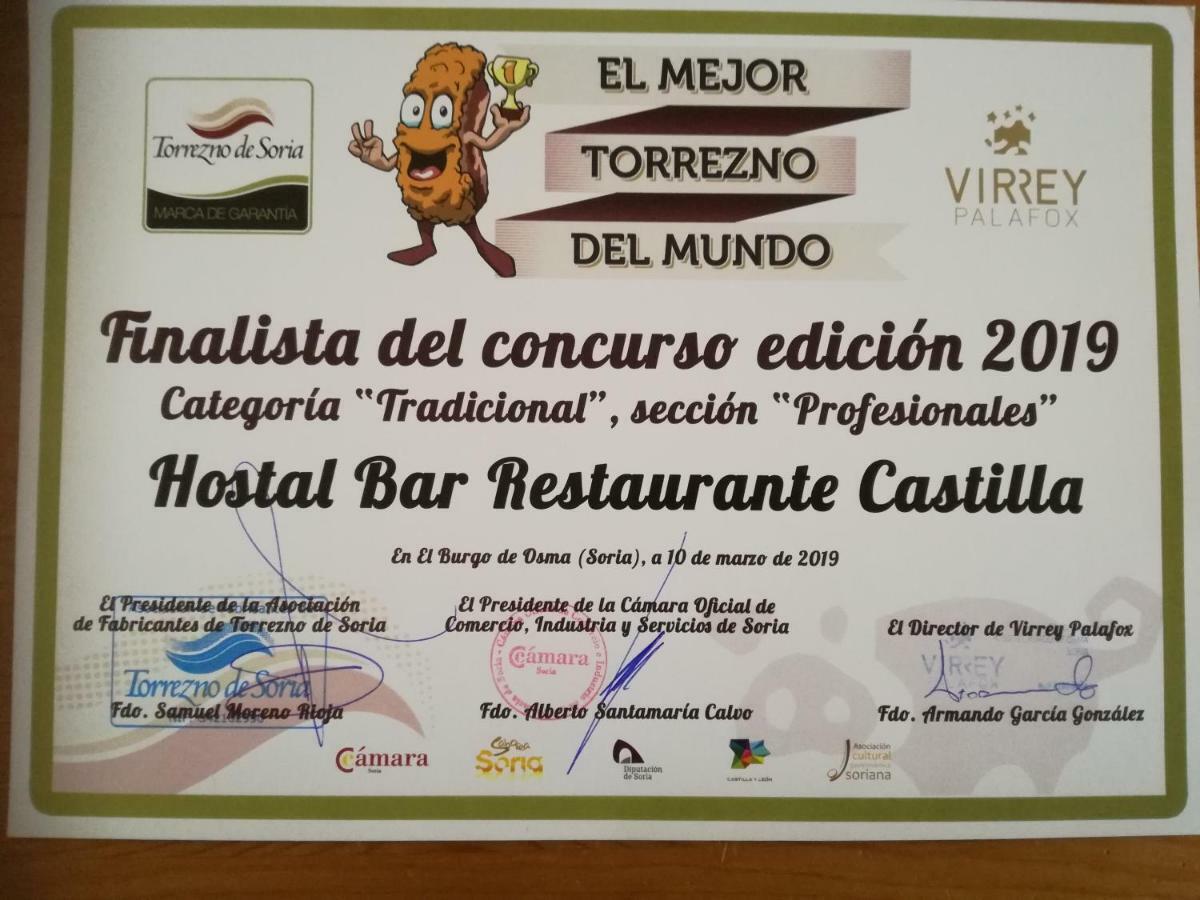 Torrezno de Soria
MARCA DE GARANTÍA
EL MEJOR
TORREZNO
DEL MUNDO
VIRREY
PALAFOX
Finalista del concurso edición 2019
Categoría “Tradicional”, sección “Profesionales”
Hostal Bar Restaurante Castilla
En El Burgo de Osma (Soria), a 10 de marzo de 2019
El Presidente de la Asociación
de Fabricantes de Torrezno de Soria
Torrezno de Soria
Fdo. Samuel Moreno Rioja
El Presidente de la Cámara Oficial de
Comercio, Industria y Servicios de Soria
Cámara
Soria
Fdo. Alberto Santamaría Calvo
El Director de Virrey Palafox
VIRREY
Fdo. Armando García González
Cámara
Soria
Soria
Diputación
de Soria
CASTILLA Y LEÓN
Asociación
cultural
soriana